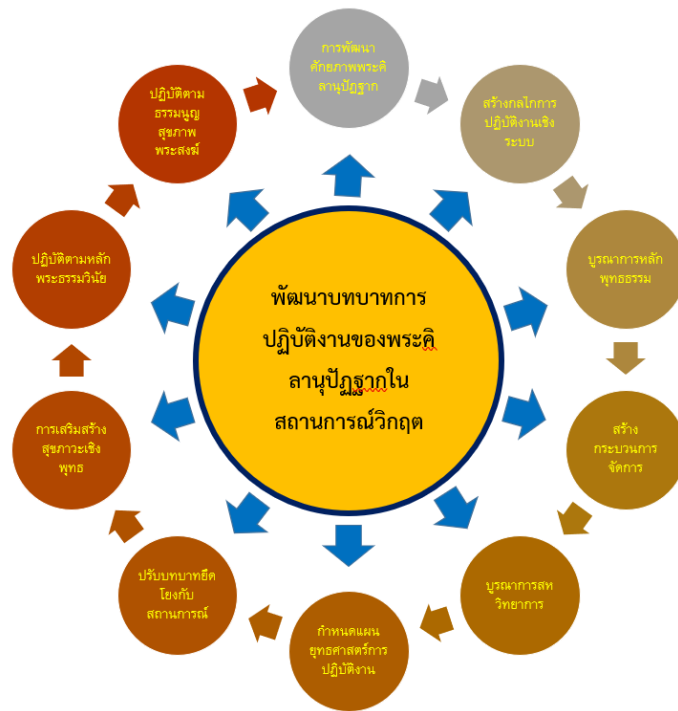 การพัฒนา
ศักยภาพพระคิ
ลานุปัฏฐาก
สร้างกลไกการ
ปฏิบัติงานเชิง
ระบบ
บูรณาการหลัก
พุทธธรรม
สร้าง
กระบวนการ
จัดการ
บูรณาการสห
วิทยาการ
กำหนดแผน
ยุทธศาสตร์การ
ปฏิบัติงาน
ปรับบทบาทยึด
โยงกับ
สถานการณ์
การเสริมสร้าง
สุขภาวะเชิง
พุทธ
ปฏิบัติตามหลัก
พระธรรมวินัย
ปฏิบัติตาม
ธรรมนูญ
สุขภาพ
พระสงฆ์
พัฒนาบทบาทการ
ปฏิบัติงานของพระคิ
ลานุปัฏฐากใน
สถานการณ์วิกฤต